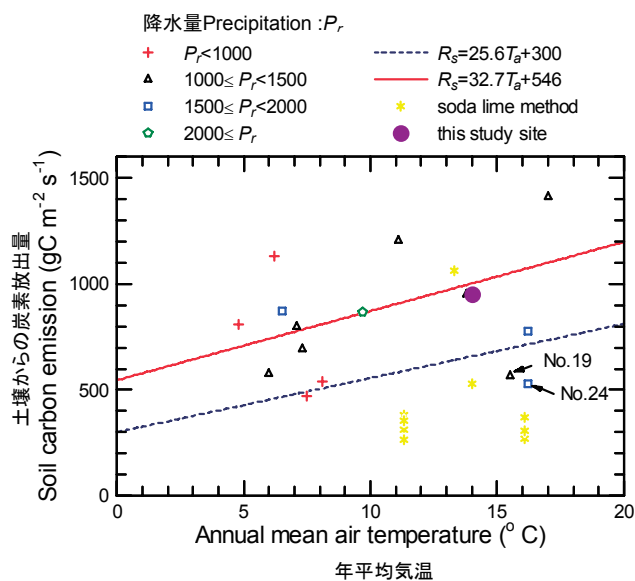 降水量Precipitation :Pr
Pr<1000
1000≤ Pr<1500
1500≤ Pr<2000
2000≤ Pr
Rs=25.6Ta+300
Rs=32.7Ta+546
soda lime method
this study site
土壌からの炭素放出量
Soil carbon emission (gC m-2 s-1)
1500
1000
500
0
No.19
No.24
0 5 10 15 20
Annual mean air temperature (° C)
年平均気温